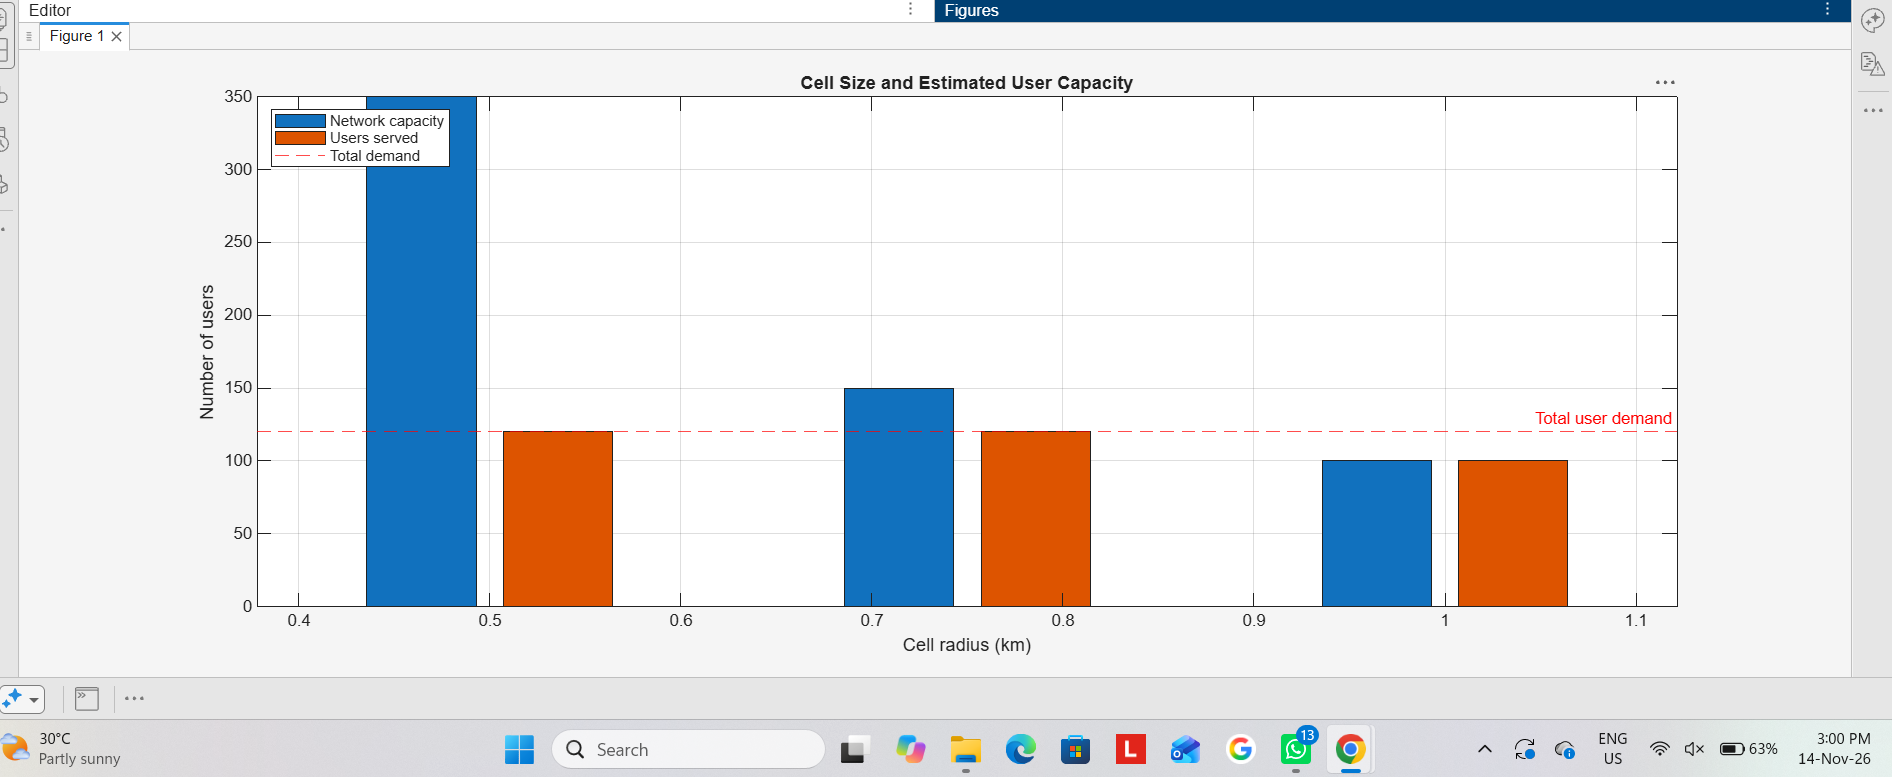 Editor
Figures
Figure 1
Cell Size and Estimated User Capacity
Network capacity
Users served
Total demand
350
300
250
200
150
100
50
0
Number of users
Total user demand
0.4
0.5
0.6
0.7
0.8
0.9
1
1.1
Cell radius (km)
30°C
Partly sunny
Search
L
13
ENG
US
63%
3:00 PM
14-Nov-26